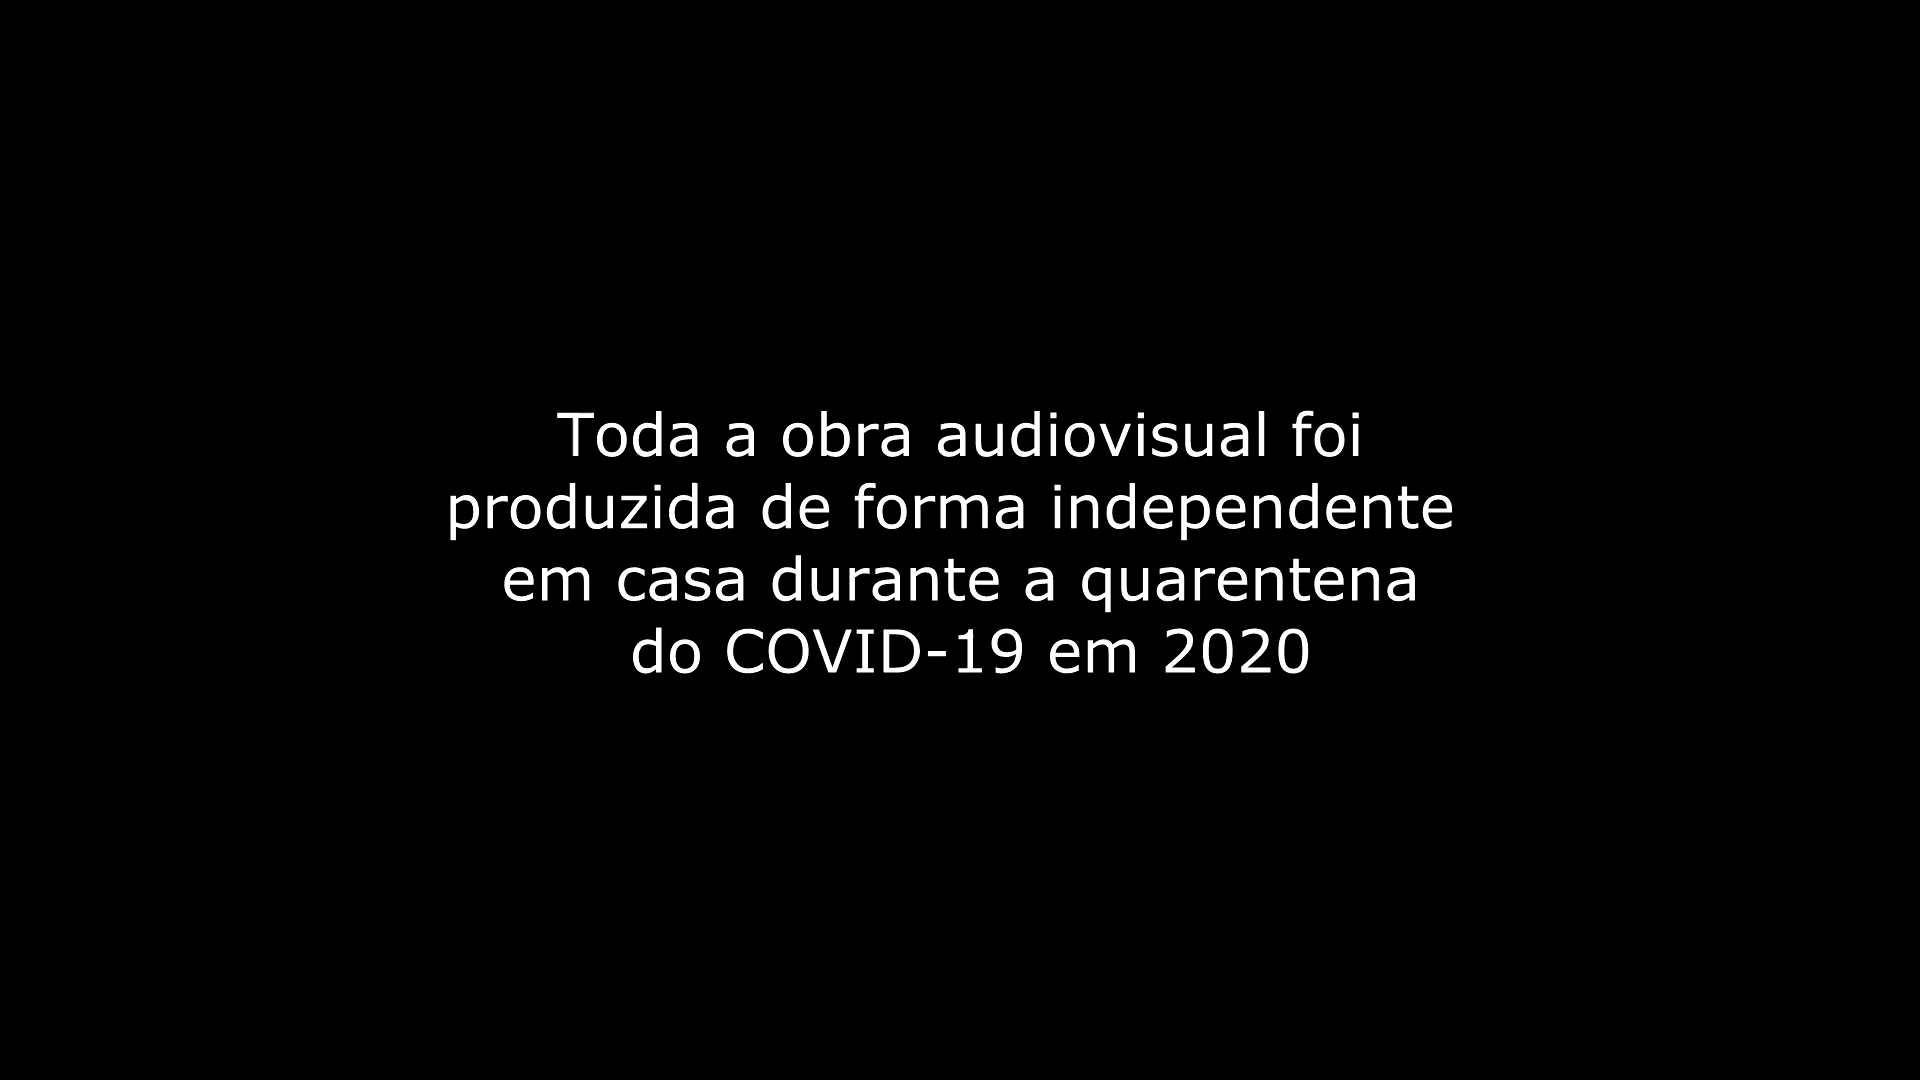 Toda a obra audiovisual foi
produzida de forma independente
em casa durante a quarentena
do COVID-19 em 2020